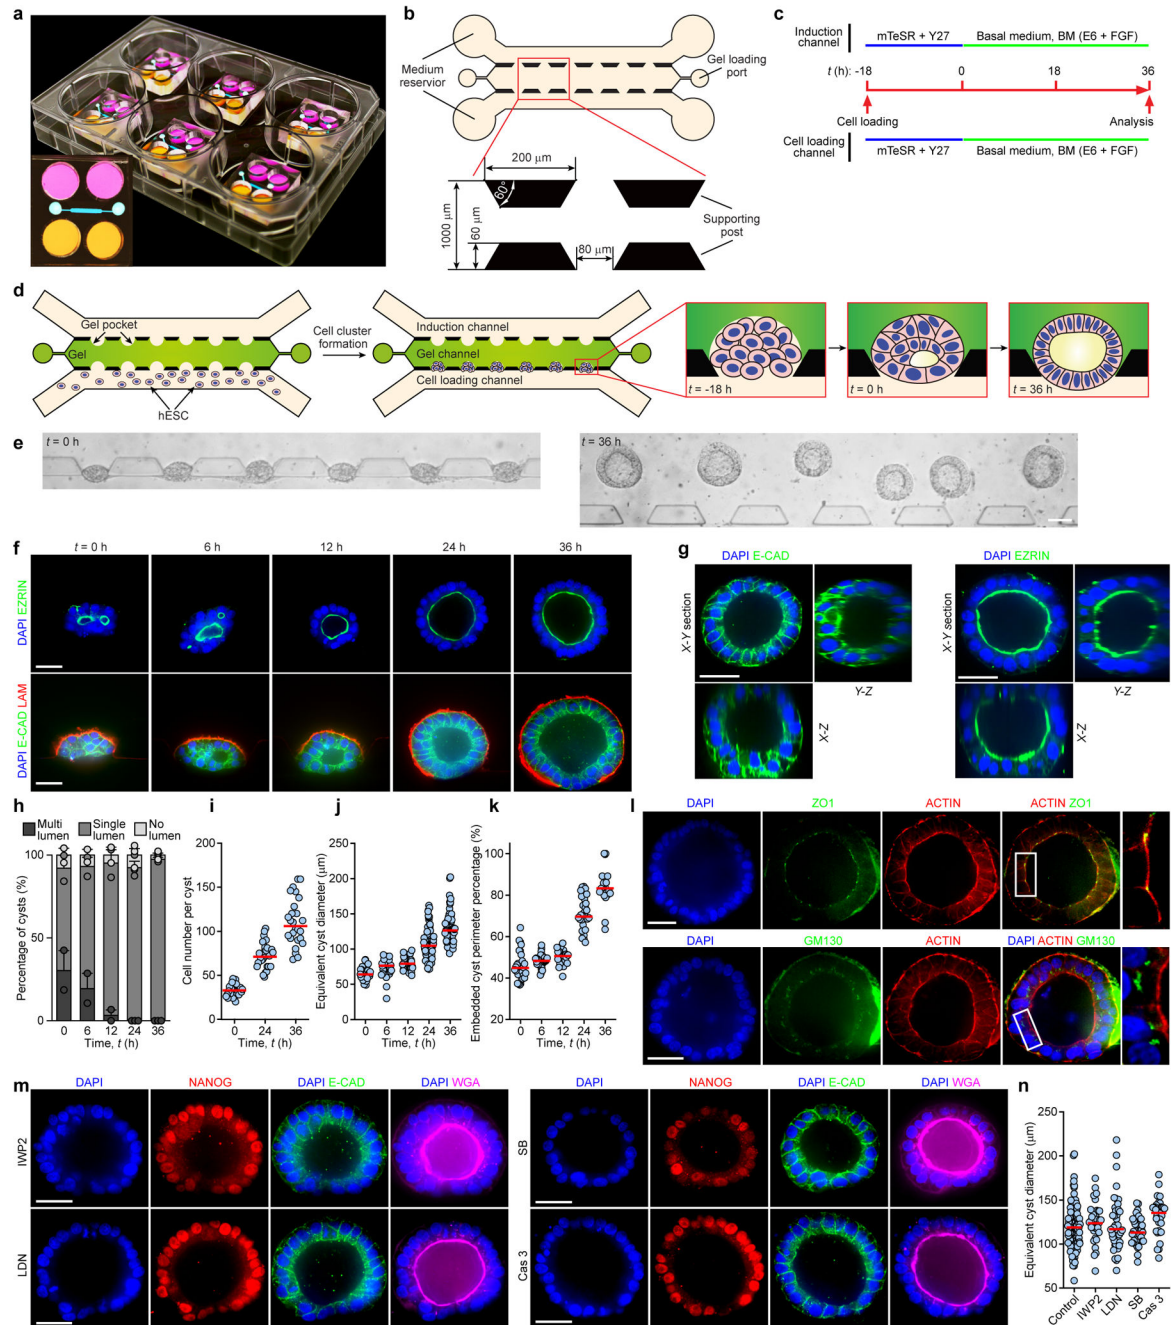 a
b
Medium
reservior
Gel loading
port
200 μm
60°
1000 μm
60 μm
80 μm
Supporting
post
c
Induction
channel
mTeSR + Y27
Basal medium, BM (E6 + FGF)
t (h): -18
0
18
36
Cell loading
Analysis
Cell loading
channel
mTeSR + Y27
Basal medium, BM (E6 + FGF)
d
Gel pocket
Gel
hESC
Cell cluster
formation
Induction channel
Gel channel
Cell loading channel
t = -18 h
t = 0 h
t = 36 h
e
t = 0 h
t = 36 h
f
t = 0 h
6 h
12 h
24 h
36 h
DAPI EZRIN
DAPI E-CAD LAM
g
DAPI E-CAD
X-Y section
Y-Z
X-Z
DAPI EZRIN
X-Y section
Y-Z
X-Z
h
Multi
lumen
Single
lumen
No
lumen
Percentage of cysts (%)
100
50
0
0 6 12 24 36
Time, t (h)
i
Cell number per cyst
200
150
100
50
0
0 24 36
Time, t (h)
j
Equivalent cyst diameter (μm)
250
200
150
100
50
0
0 6 12 24 36
Time, t (h)
k
Embedded cyst perimeter percentage (%)
100
80
60
40
20
0 6 12 24 36
Time, t (h)
l
DAPI
ZO1
ACTIN
ACTIN ZO1
DAPI
GM130
ACTIN
DAPI ACTIN GM130
m
DAPI
NANOG
DAPI E-CAD
DAPI WGA
IWP2
LDN
DAPI
NANOG
DAPI E-CAD
DAPI WGA
SB
Cas 3
n
Equivalent cyst diameter (μm)
250
200
150
100
50
Control
IWP2
LDN
SB
Cas 3